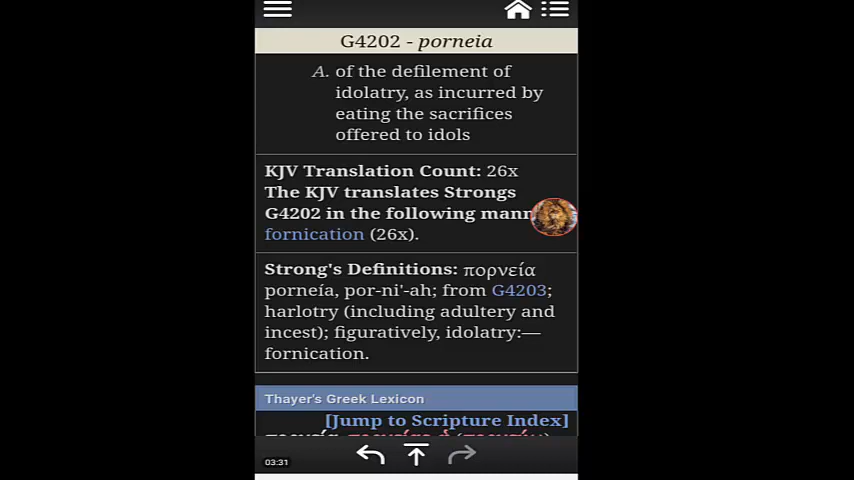 G4202 - porneia
A. of the defilement of
idolatry, as incurred by
eating the sacrifices
offered to idols
KJV Translation Count: 26x
The KJV translates Strongs
G4202 in the following mann
fornication (26x).
Strong's Definitions: πορνεία
porneía, por-ni'-ah; from G4203;
harlotry (including adultery and
incest); figuratively, idolatry:—
fornication.
Thayer's Greek Lexicon
[Jump to Scripture Index]
03:31